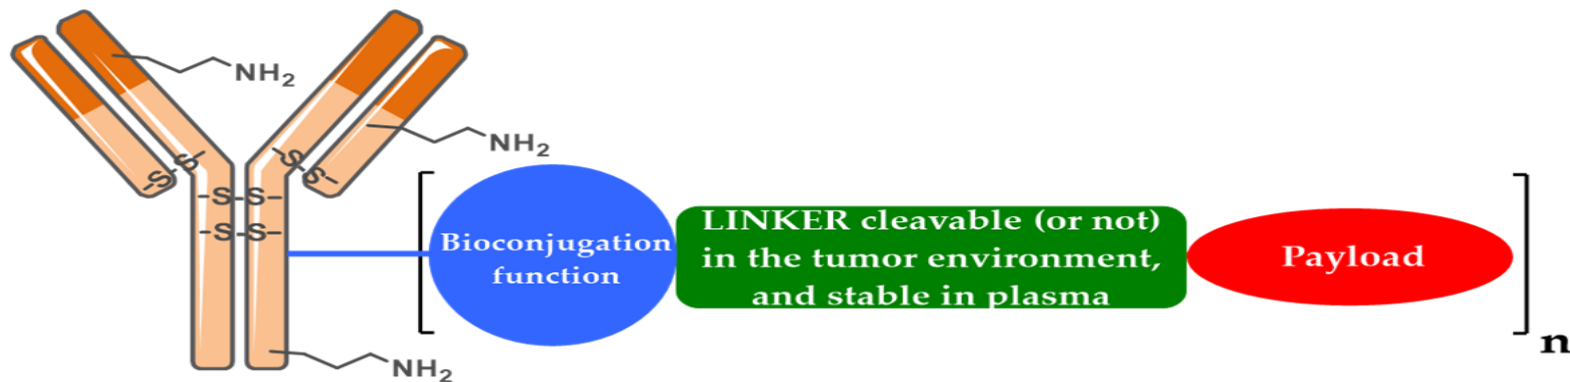 NH2
NH2
-S-S-
-S-S-
-S-S-
-S-S-
Bioconjugation
function
LINKER cleavable (or not)
in the tumor environment,
and stable in plasma
Payload
n
NH2